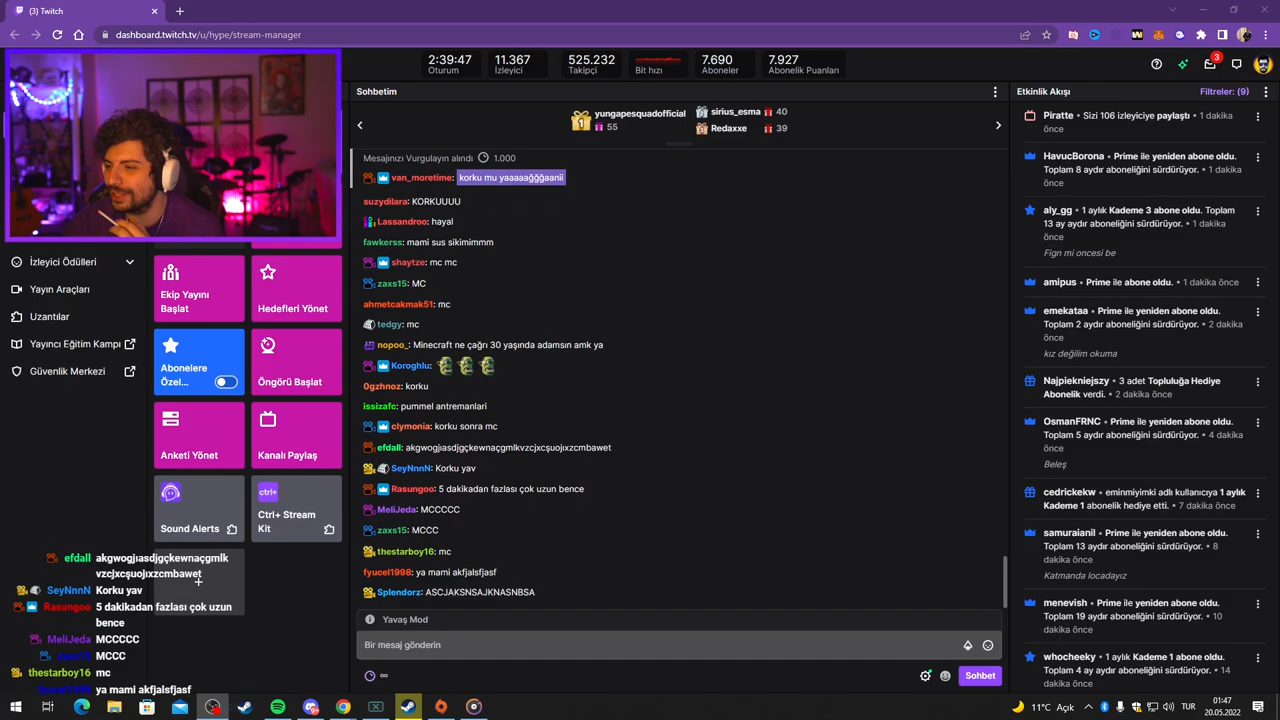 (3) Twitch
dashboard.twitch.tv/u/hype/stream-manager
2:39:47
Oturum
11.367
İzleyici
525.232
Takipçi
Bit hızı
7.690
Aboneler
7.927
Abonelik Puanları
3
İzleyici Ödülleri
Yayın Araçları
Uzantılar
Yayıncı Eğitim Kampı
Güvenlik Merkezi
Ekip Yayını
Başlat
Hedefleri Yönet
Abonelere
Özel...
Öngörü Başlat
Anketi Yönet
Kanalı Paylaş
Sound Alerts
ctrl+
Ctrl+ Stream
Kit
efdall akgwogjıasdjgçkewnaçgmlk
vzcjxcşuojıxzcmbawet
SeyNnnN Korku yav
Rasungoo 5 dakikadan fazlası çok uzun
bence
MeliJeda MCCCCC
zaxs15 MCCC
thestarboy16 mc
fyucel1998 ya mami akfjalsfjasf
Sohbetim
1
yungapesquadofficial
55
sirius_esma 40
Redaxxe 39
Mesajınızı Vurgulayın alındı 1.000
van_moretime: korku mu yaaaaağğğaanii
suzydilara: KORKUUUU
Lassandroo: hayal
fawkerss: mami sus sikimimmm
shaytze: mc mc
zaxs15: MC
ahmetcakmak51: mc
tedgy: mc
nopoo_: Minecraft ne çağrı 30 yaşında adamsın amk ya
Koroghlu:
0gzhnoz: korku
issizafc: pummel antremanlari
clymonia: korku sonra mc
efdall: akgwogjıasdjgçkewnaçgmlkvzcjxcşuojıxzcmbawet
SeyNnnN: Korku yav
Rasungoo: 5 dakikadan fazlası çok uzun bence
MeliJeda: MCCCCC
zaxs15: MCCC
thestarboy16: mc
fyucel1998: ya mami akfjalsfjasf
Splendorz: ASCJAKSNSAJKNASNBSA
Yavaş Mod
Bir mesaj gönderin
∞
Sohbet
Etkinlik Akışı
Filtreler: (9)
Piratte • Sizi 106 izleyiciye paylaştı • 1 dakika
önce
HavucBorona • Prime ile yeniden abone oldu.
Toplam 8 aydır aboneliğini sürdürüyor. • 1 dakika
önce
aly_gg • 1 aylık Kademe 3 abone oldu. Toplam
13 ay aydır aboneliğini sürdürüyor. • 1 dakika
önce
Fign mi oncesi be
amipus • Prime ile abone oldu. • 1 dakika önce
emekataa • Prime ile yeniden abone oldu.
Toplam 2 aydır aboneliğini sürdürüyor. • 2 dakika
önce
kız değilim okuma
Najpiekniejszy • 3 adet Topluluğa Hediye
Abonelik verdi. • 2 dakika önce
OsmanFRNC • Prime ile yeniden abone oldu.
Toplam 5 aydır aboneliğini sürdürüyor. • 4 dakika
önce
Beleş
cedrickekw • eminmiyimki adlı kullanıcıya 1 aylık
Kademe 1 abonelik hediye etti. • 7 dakika önce
samuraianil • Prime ile yeniden abone oldu.
Toplam 13 aydır aboneliğini sürdürüyor. • 8
dakika önce
Katmanda locadayız
menevish • Prime ile yeniden abone oldu.
Toplam 19 aydır aboneliğini sürdürüyor. • 10
dakika önce
whocheeky • 1 aylık Kademe 1 abone oldu.
Toplam 4 ay aydır aboneliğini sürdürüyor. • 14
dakika önce
11°C Açık
TUR
01:47
20.05.2022